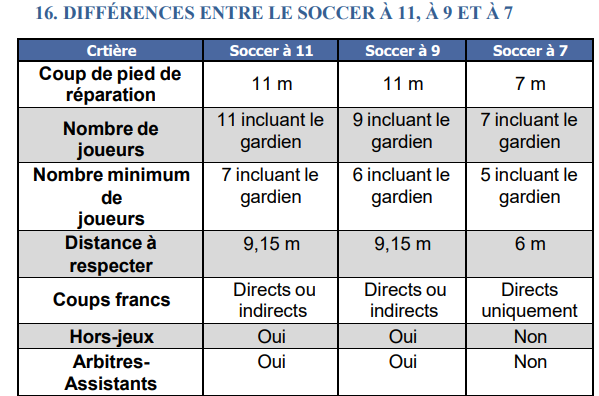 16. DIFFÉRENCES ENTRE LE SOCCER À 11, À 9 ET À 7
Crtière Soccer à 11 Soccer à 9 Soccer à 7
Coup de pied de
réparation 11 m 11 m 7 m
Nombre de
joueurs 11 incluant le
gardien 9 incluant le
gardien 7 incluant le
gardien
Nombre minimum
de
joueurs 7 incluant le
gardien 6 incluant le
gardien 5 incluant le
gardien
Distance à
respecter 9,15 m 9,15 m 6 m
Coups francs Directs ou
indirects Directs ou
indirects Directs
uniquement
Hors-jeux Oui Oui Non
Arbitres-
Assistants Oui Oui Non